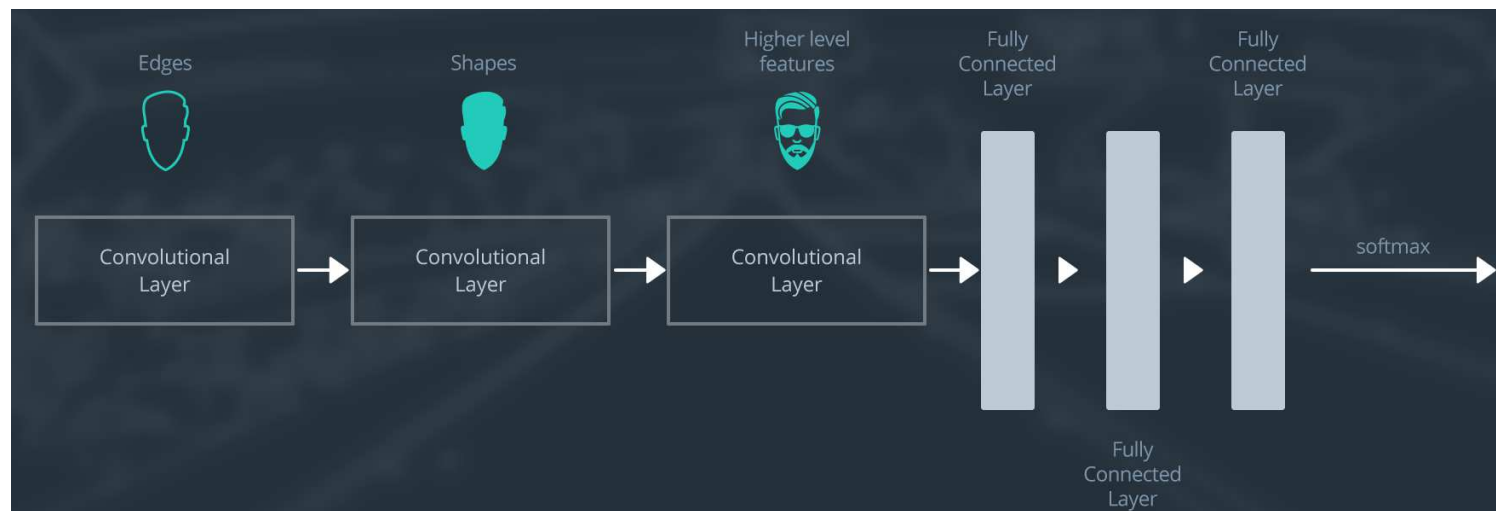 Edges
Shapes
Higher level
features
Fully
Connected
Layer
Fully
Connected
Layer
Convolutional
Layer
Convolutional
Layer
Convolutional
Layer
softmax
Fully
Connected
Layer